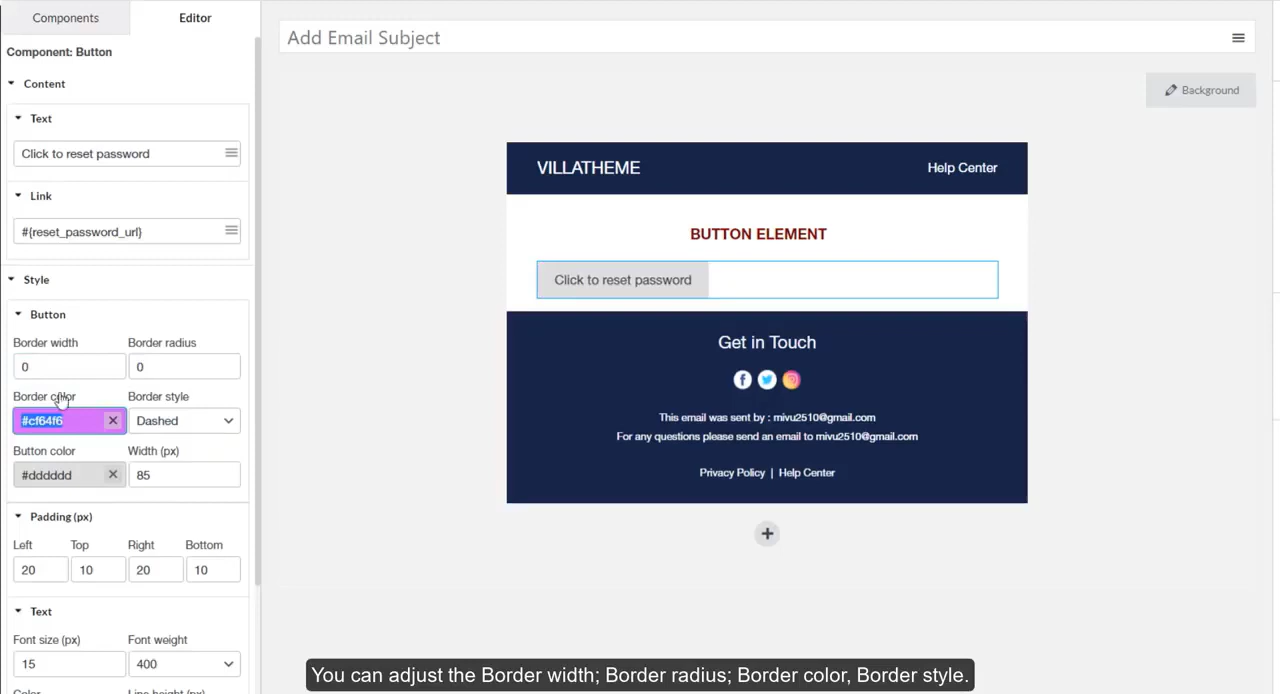 Components
Editor
Component: Button
Content
Text
Click to reset password
Link
#{reset_password_url}
Style
Button
Border width
Border radius
0
0
Border color
Border style
#cf64f6
Dashed
Button color
Width (px)
#dddddd
85
Padding (px)
Left
Top
Right
Bottom
20
10
20
10
Text
Font size (px)
Font weight
15
400
Color
Line height (px)
Add Email Subject
Background
VILLATHEME
Help Center
BUTTON ELEMENT
Click to reset password
Get in Touch
This email was sent by : mivu2510@gmail.com
For any questions please send an email to mivu2510@gmail.com
Privacy Policy | Help Center
You can adjust the Border width; Border radius; Border color, Border style.